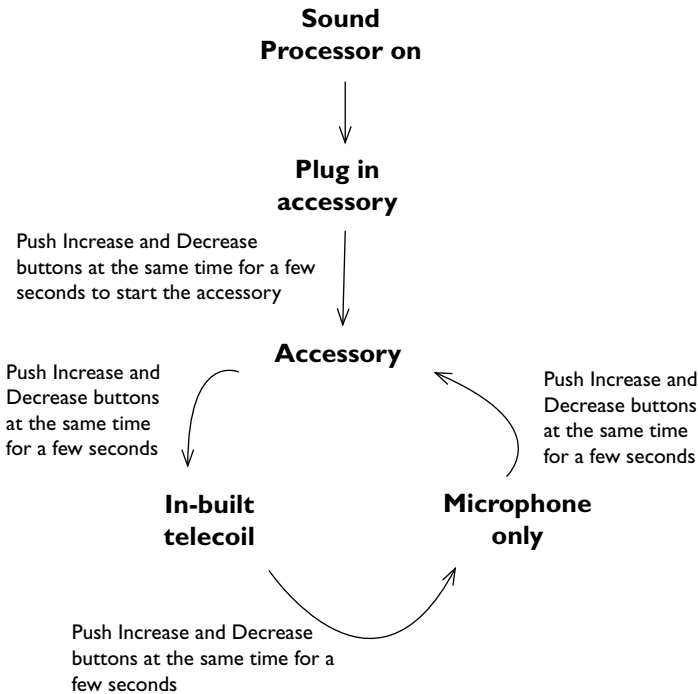 Sound
Processor on
Plug in
accessory
Push Increase and Decrease
buttons at the same time for a few
seconds to start the accessory
Accessory
Push Increase and
Decrease buttons
at the same time
for a few seconds
Push Increase and
Decrease buttons
at the same time
for a few seconds
In-built
telecoil
Microphone
only
Push Increase and Decrease
buttons at the same time for a
few seconds